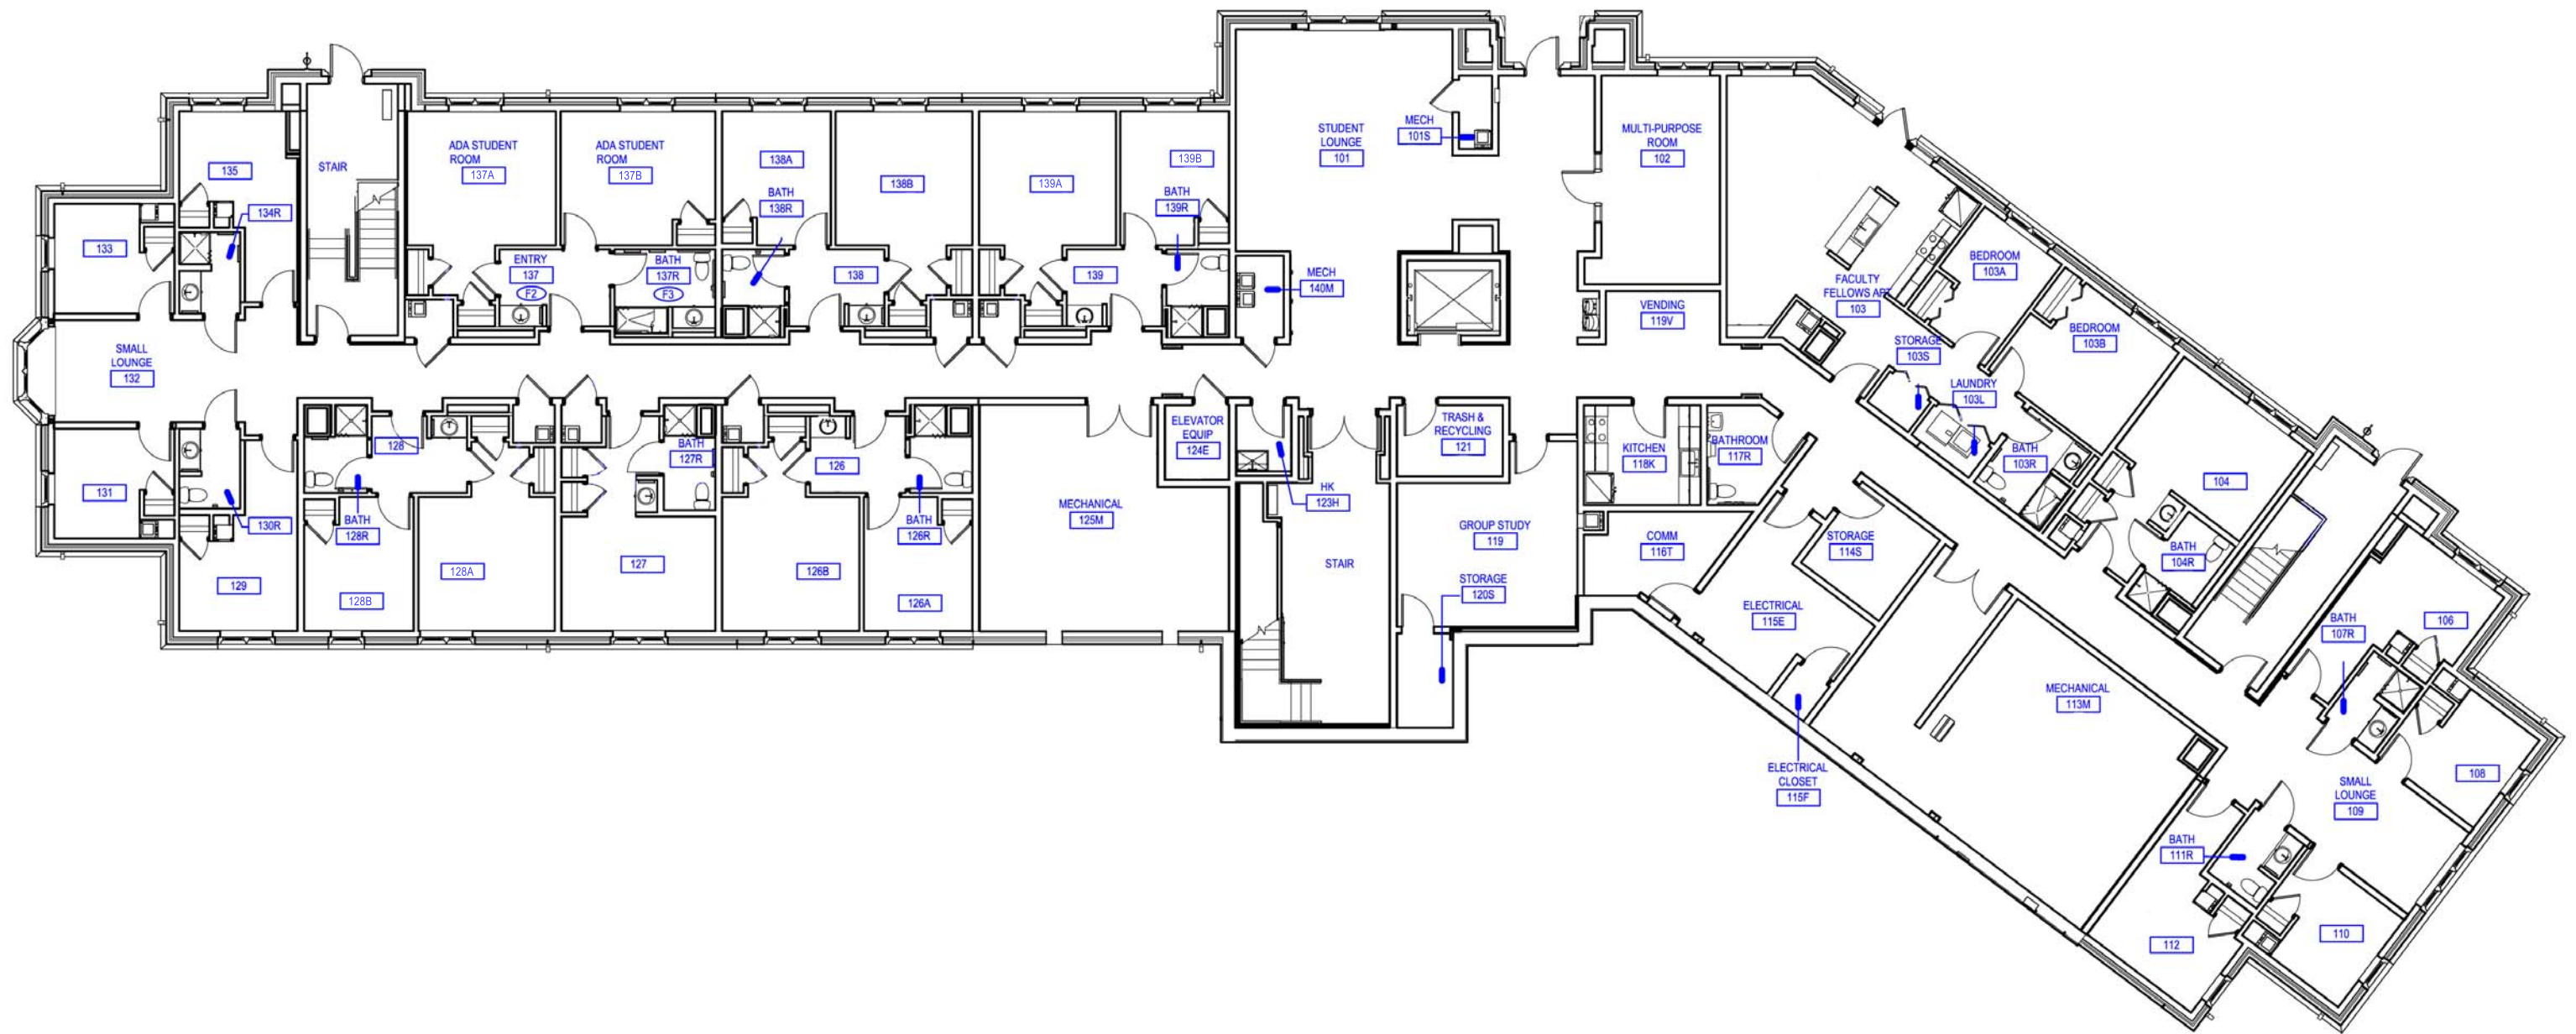 STAIR
135
134R
133
SMALL
LOUNGE
132
131
130R
129
ADA STUDENT
ROOM
137A
ADA STUDENT
ROOM
137B
ENTRY
137
F2
BATH
137R
F3
138A
BATH
138R
138B
138
139A
139
139B
BATH
139R
128
BATH
128R
128B
128A
BATH
127R
127
126
126B
BATH
126R
126A
STUDENT
LOUNGE
101
MECH
101S
MECH
140M
MULTI-PURPOSE
ROOM
102
VENDING
119V
MECHANICAL
125M
ELEVATOR
EQUIP
124E
HK
123H
STAIR
TRASH &
RECYCLING
121
GROUP STUDY
119
STORAGE
120S
KITCHEN
118K
BATHROOM
117R
COMM
116T
STORAGE
114S
ELECTRICAL
115E
ELECTRICAL
CLOSET
115F
FACULTY
FELLOWS APT
103
BEDROOM
103A
BEDROOM
103B
STORAGE
103S
LAUNDRY
103L
BATH
103R
104
BATH
104R
MECHANICAL
113M
BATH
107R
106
108
SMALL
LOUNGE
109
BATH
111R
110
112